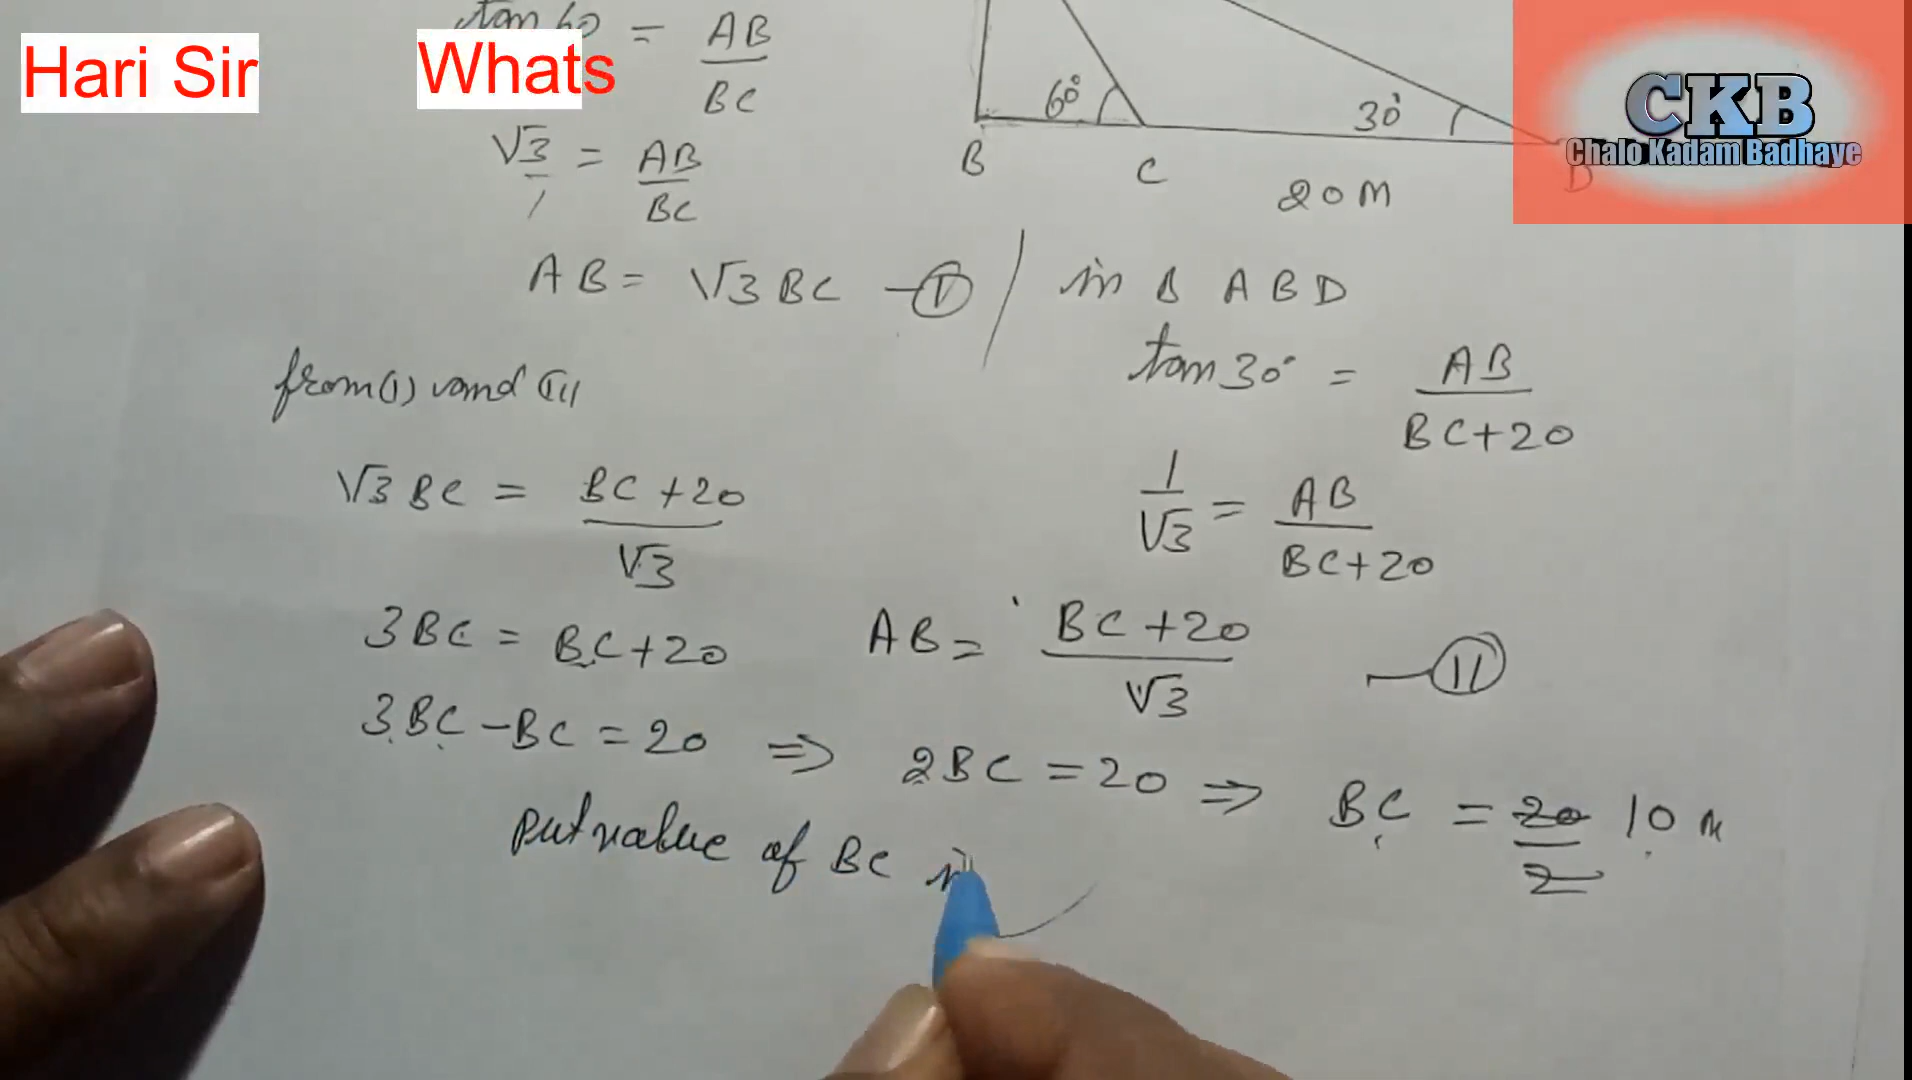 Hari Sir
Whats
CKB
Chalo Kadam Badhaye
tan 60 = AB/BC
60°
30°
B
C
D
20 M
√3/1 = AB/BC
AB = √3 BC - (I)
in Δ ABD
from (I) and (II
tan 30° = AB/BC+20
√3 BC = BC+20/√3
1/√3 = AB/BC+20
3BC = BC+20
AB = BC+20/√3 - (II)
3BC - BC = 20 ⇒ 2BC = 20 ⇒ BC = 20/2 10 m
put value of BC